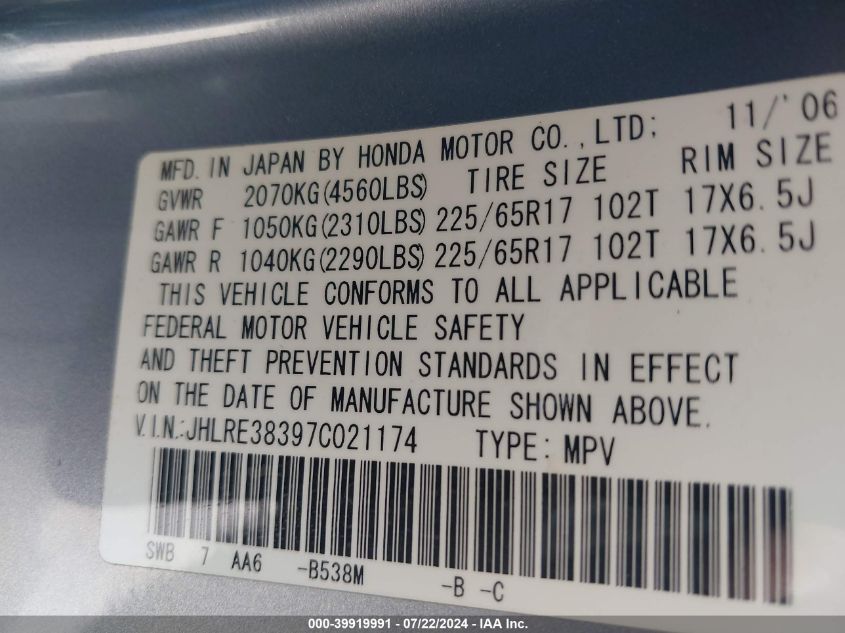 MFD. IN JAPAN BY HONDA MOTOR CO.,LTD; 11/'06
GVWR 2070KG(4560LBS) TIRE SIZE RIM SIZE
GAWR F 1050KG(2310LBS) 225/65R17 102T 17X6.5J
GAWR R 1040KG(2290LBS) 225/65R17 102T 17X6.5J
THIS VEHICLE CONFORMS TO ALL APPLICABLE
FEDERAL MOTOR VEHICLE SAFETY
AND THEFT PREVENTION STANDARDS IN EFFECT
ON THE DATE OF MANUFACTURE SHOWN ABOVE.
V.I.N.:JHLRE38397C021174 TYPE: MPV
SWB 7 AA6 -B538M -B -C
000-39919991 - 07/22/2024 - IAA Inc.